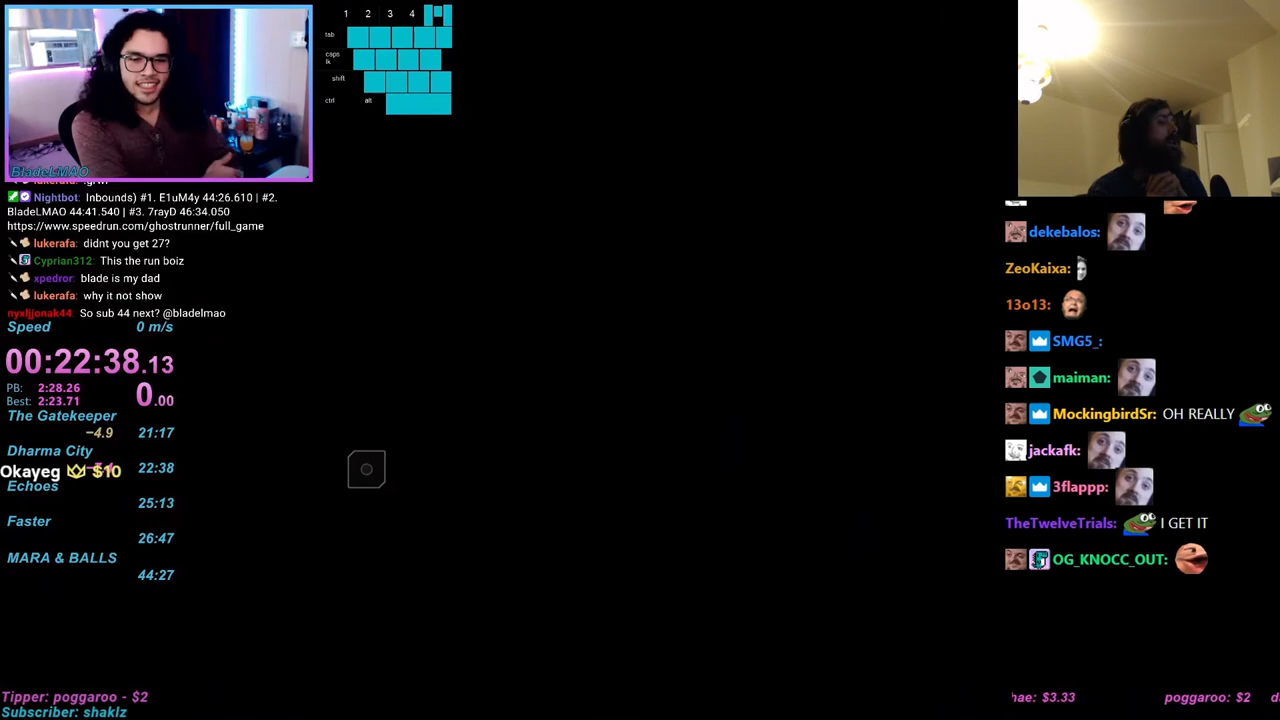 1 2 3 4
tab
caps
lk
shift
ctrl alt
BladeLMAO
Nightbot: Inbounds) #1. E1uM4y 44:26.610 | #2.
BladeLMAO 44:41.540 | #3. 7rayD 46:34.050
https://www.speedrun.com/ghostrunner/full_game
lukerafa: didnt you get 27?
Cyprian312: This the run boiz
xpedror: blade is my dad
lukerafa: why it not show
nyxljjonak44: So sub 44 next? @bladelmao
Speed 0 m/s
00:22:38.13
PB: 2:28.26
Best: 2:23.71
0.00
The Gatekeeper
−4.9 21:17
Dharma City
22:38
Okayeg $10
Echoes
25:13
Faster
26:47
MARA & BALLS
44:27
Tipper: poggaroo - $2
Subscriber: shaklz
dekebalos:
ZeoKaixa:
13o13:
SMG5_:
maiman:
MockingbirdSr: OH REALLY
jackafk:
3flappp:
TheTwelveTrials: I GET IT
OG_KNOCC_OUT:
hae: $3.33 poggaroo: $2